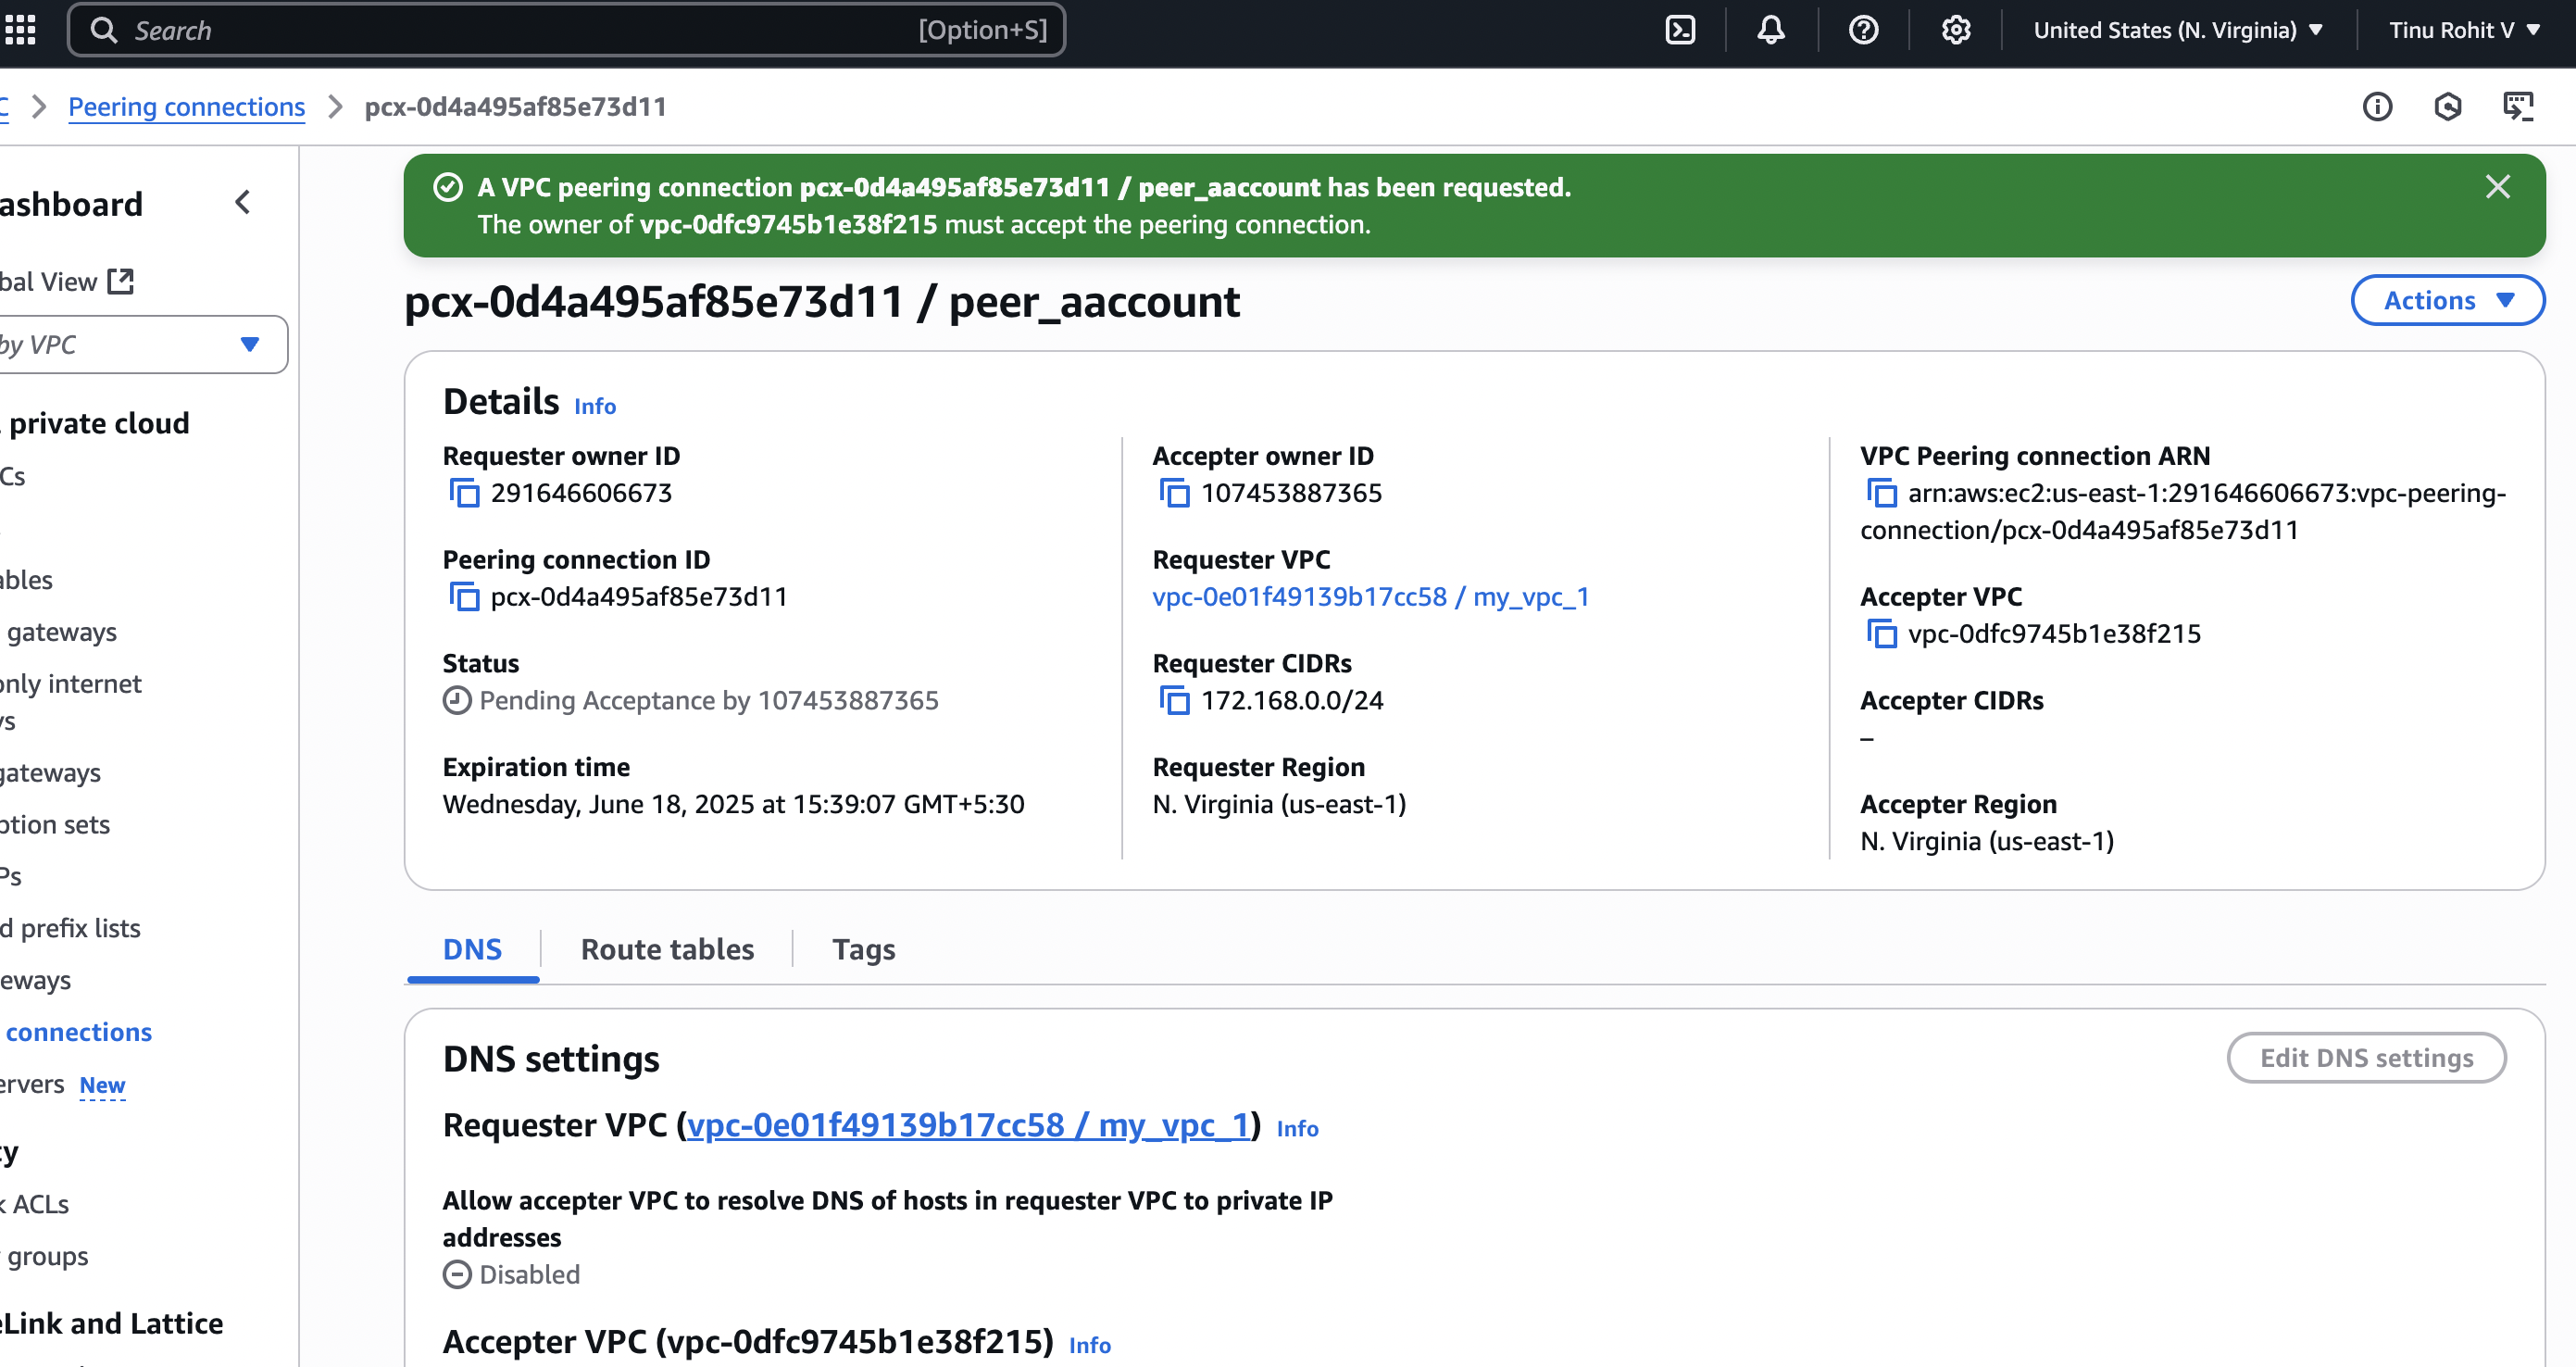 Search [Option+S] United States (N. Virginia) Tinu Rohit V
C Peering connections pcx-0d4a495af85e73d11
ashboard
bal View
by VPC
private cloud
Cs
ables
gateways
only internet
ys
gateways
ption sets
Ps
d prefix lists
eways
connections
ervers New
ty
k ACLs
groups
eLink and Lattice
A VPC peering connection pcx-0d4a495af85e73d11 / peer_aaccount has been requested.
The owner of vpc-0dfc9745b1e38f215 must accept the peering connection.
pcx-0d4a495af85e73d11 / peer_aaccount
Actions
Details Info
Requester owner ID
291646606673
Peering connection ID
pcx-0d4a495af85e73d11
Status
Pending Acceptance by 107453887365
Expiration time
Wednesday, June 18, 2025 at 15:39:07 GMT+5:30
Accepter owner ID
107453887365
Requester VPC
vpc-0e01f49139b17cc58 / my_vpc_1
Requester CIDRs
172.168.0.0/24
Requester Region
N. Virginia (us-east-1)
VPC Peering connection ARN
arn:aws:ec2:us-east-1:291646606673:vpc-peering-
connection/pcx-0d4a495af85e73d11
Accepter VPC
vpc-0dfc9745b1e38f215
Accepter CIDRs
–
Accepter Region
N. Virginia (us-east-1)
DNS Route tables Tags
DNS settings
Edit DNS settings
Requester VPC (vpc-0e01f49139b17cc58 / my_vpc_1) Info
Allow accepter VPC to resolve DNS of hosts in requester VPC to private IP
addresses
Disabled
Accepter VPC (vpc-0dfc9745b1e38f215) Info